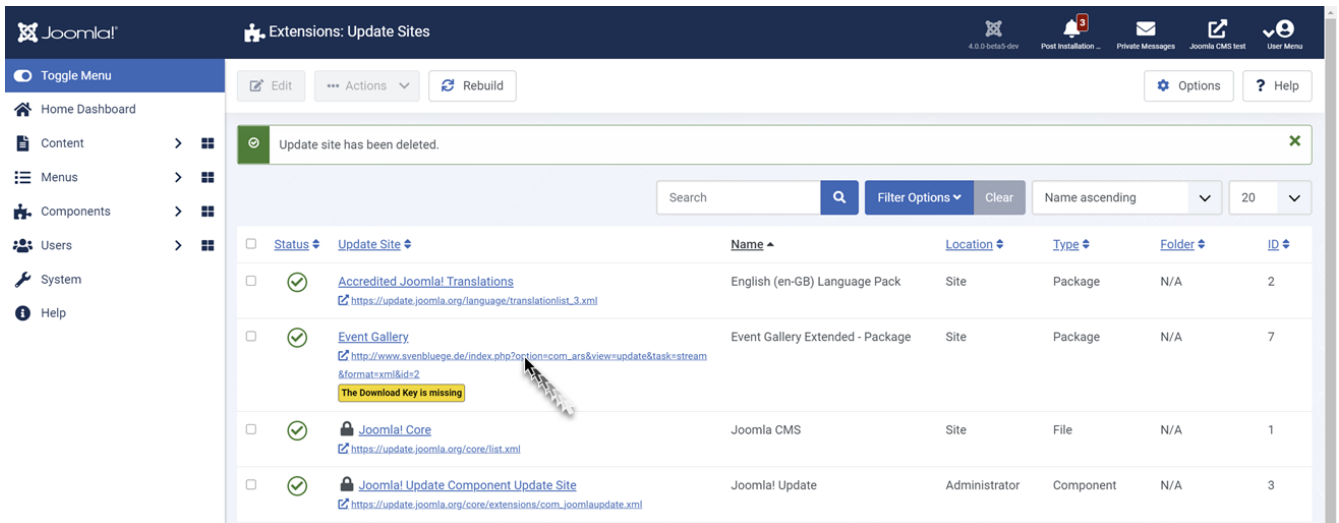 Joomla!
Extensions: Update Sites
4.0.0-beta5-dev
3
Post Installation ...
Private Messages
Joomla CMS test
User Menu
Toggle Menu
Home Dashboard
Content
Menus
Components
Users
System
Help
Edit
Actions
Rebuild
Options
? Help
Update site has been deleted.
Search
Filter Options
Clear
Name ascending
20
Status
Update Site
Name
Location
Type
Folder
ID
Accredited Joomla! Translations
English (en-GB) Language Pack
Site
Package
N/A
2
https://update.joomla.org/language/translationlist_3.xml
Event Gallery
Event Gallery Extended - Package
Site
Package
N/A
7
http://www.svenbluege.de/index.php?option=com_ars&view=update&task=stream
&format=xml&id=2
The Download Key is missing
Joomla! Core
Joomla CMS
Site
File
N/A
1
https://update.joomla.org/core/list.xml
Joomla! Update Component Update Site
Joomla! Update
Administrator
Component
N/A
3
https://update.joomla.org/core/extensions/com_joomlaupdate.xml